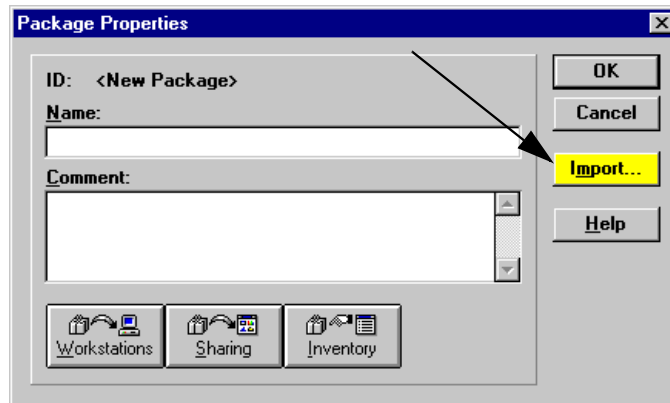 Package Properties
ID: <New Package>
Name:
Comment:
Workstations
Sharing
Inventory
OK
Cancel
Import...
Help